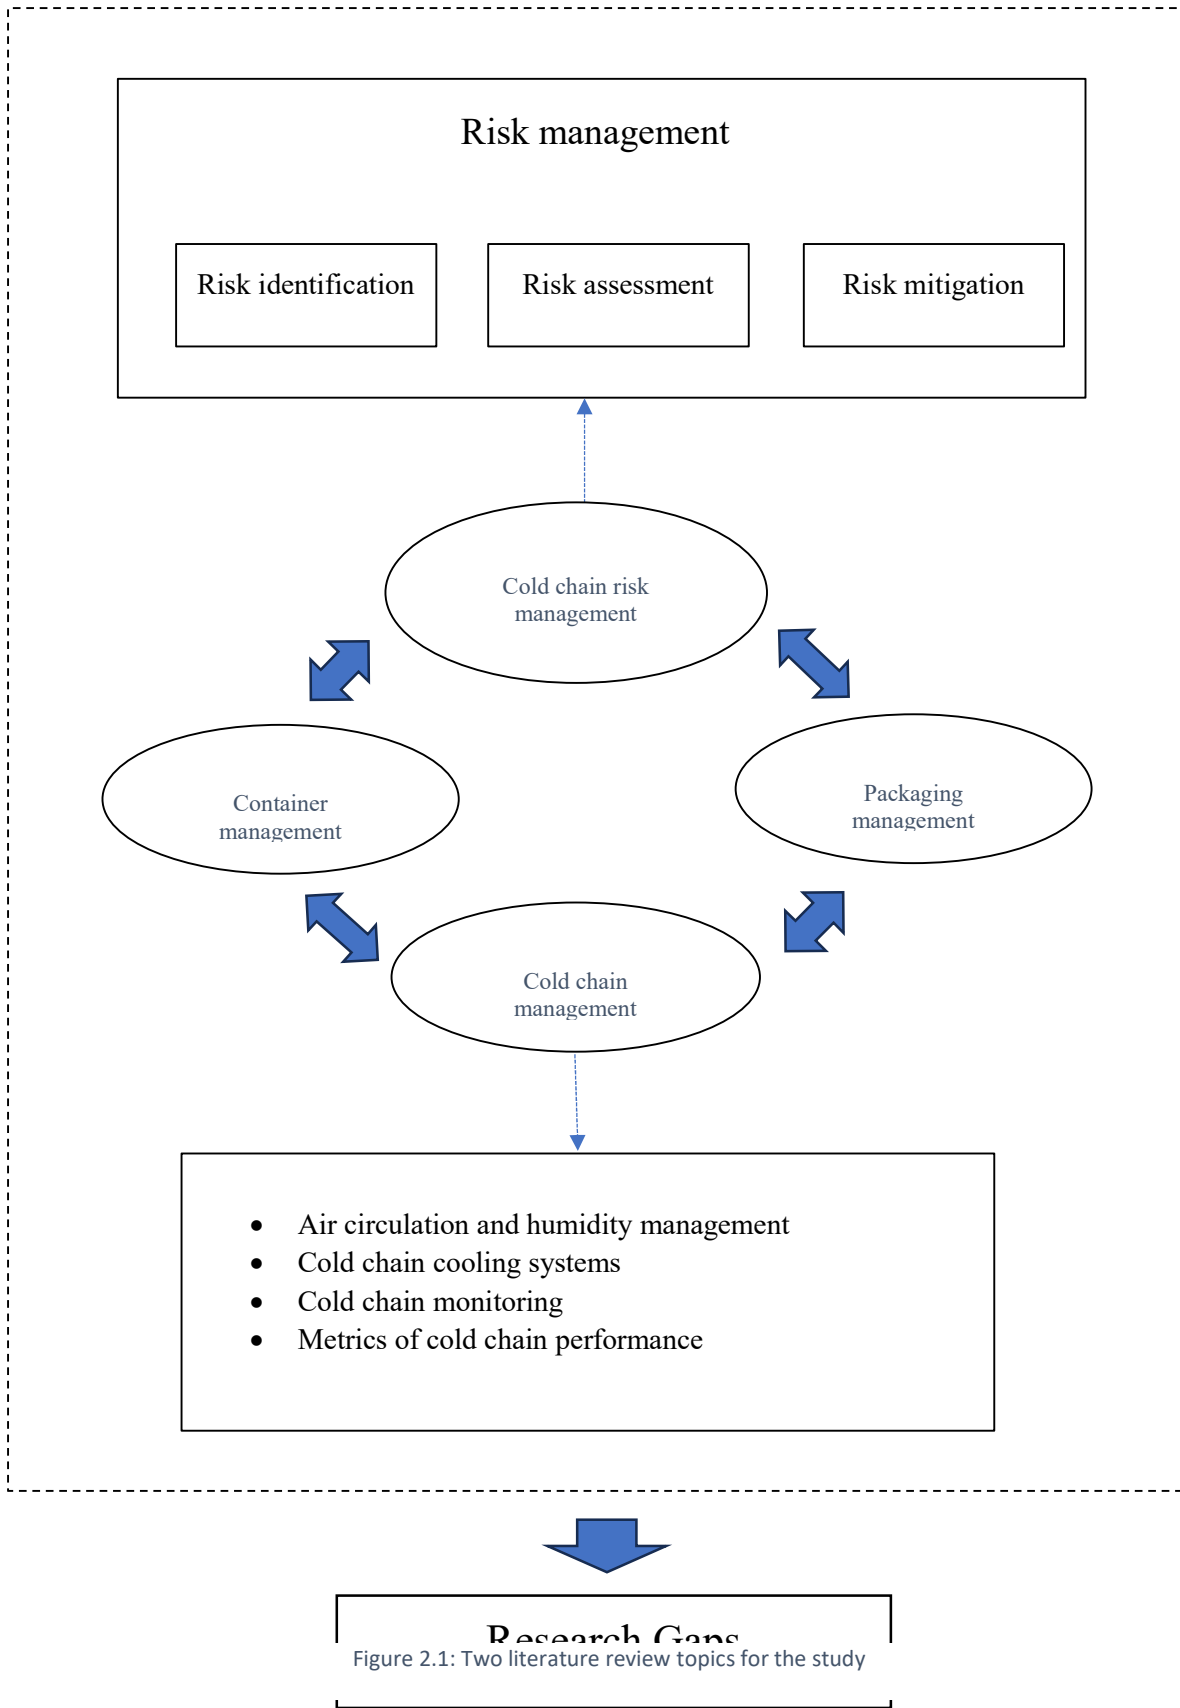 Risk management
Risk identification
Risk assessment
Risk mitigation
Cold chain risk
management
Container
management
Packaging
management
Cold chain
management
• Air circulation and humidity management
• Cold chain cooling systems
• Cold chain monitoring
• Metrics of cold chain performance
Research Gaps
Figure 2.1: Two literature review topics for the study